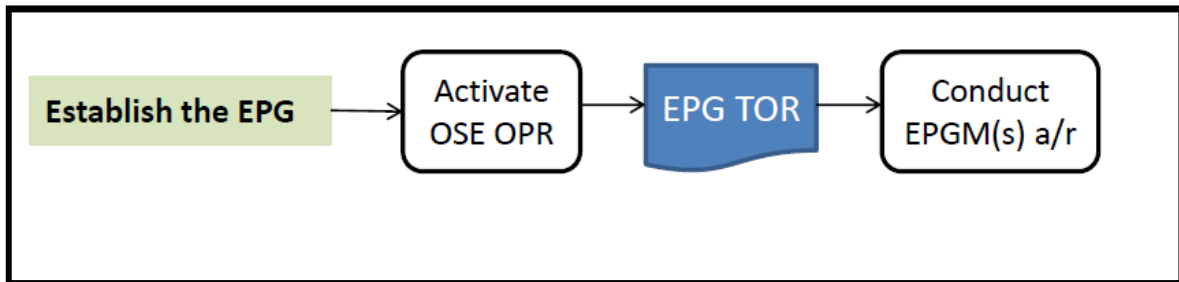 Establish the EPG
Activate
OSE OPR
EPG TOR
Conduct
EPGM(s) a/r